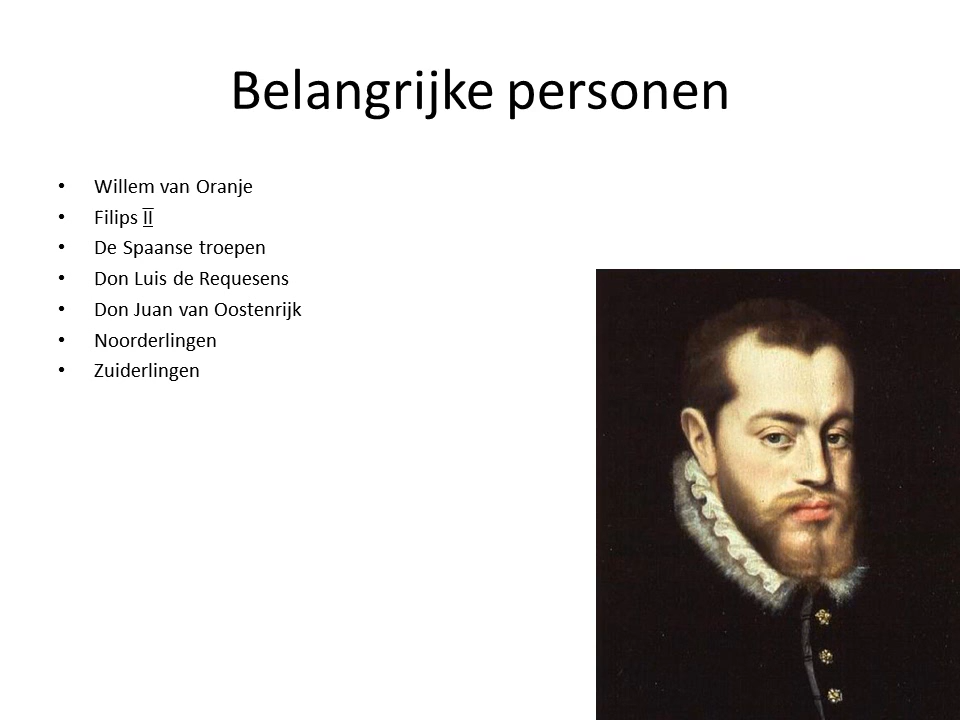 Belangrijke personen
• Willem van Oranje
• Filips II
• De Spaanse troepen
• Don Luis de Requesens
• Don Juan van Oostenrijk
• Noorderlingen
• Zuiderlingen